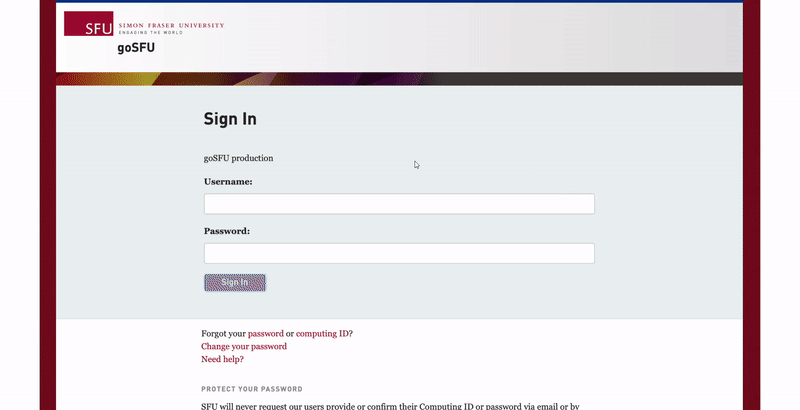 SFU SIMON FRASER UNIVERSITY
ENGAGING THE WORLD
goSFU
Sign In
goSFU production
Username:
Password:
Sign In
Forgot your password or computing ID?
Change your password
Need help?
PROTECT YOUR PASSWORD
SFU will never request our users provide or confirm their Computing ID or password via email or by